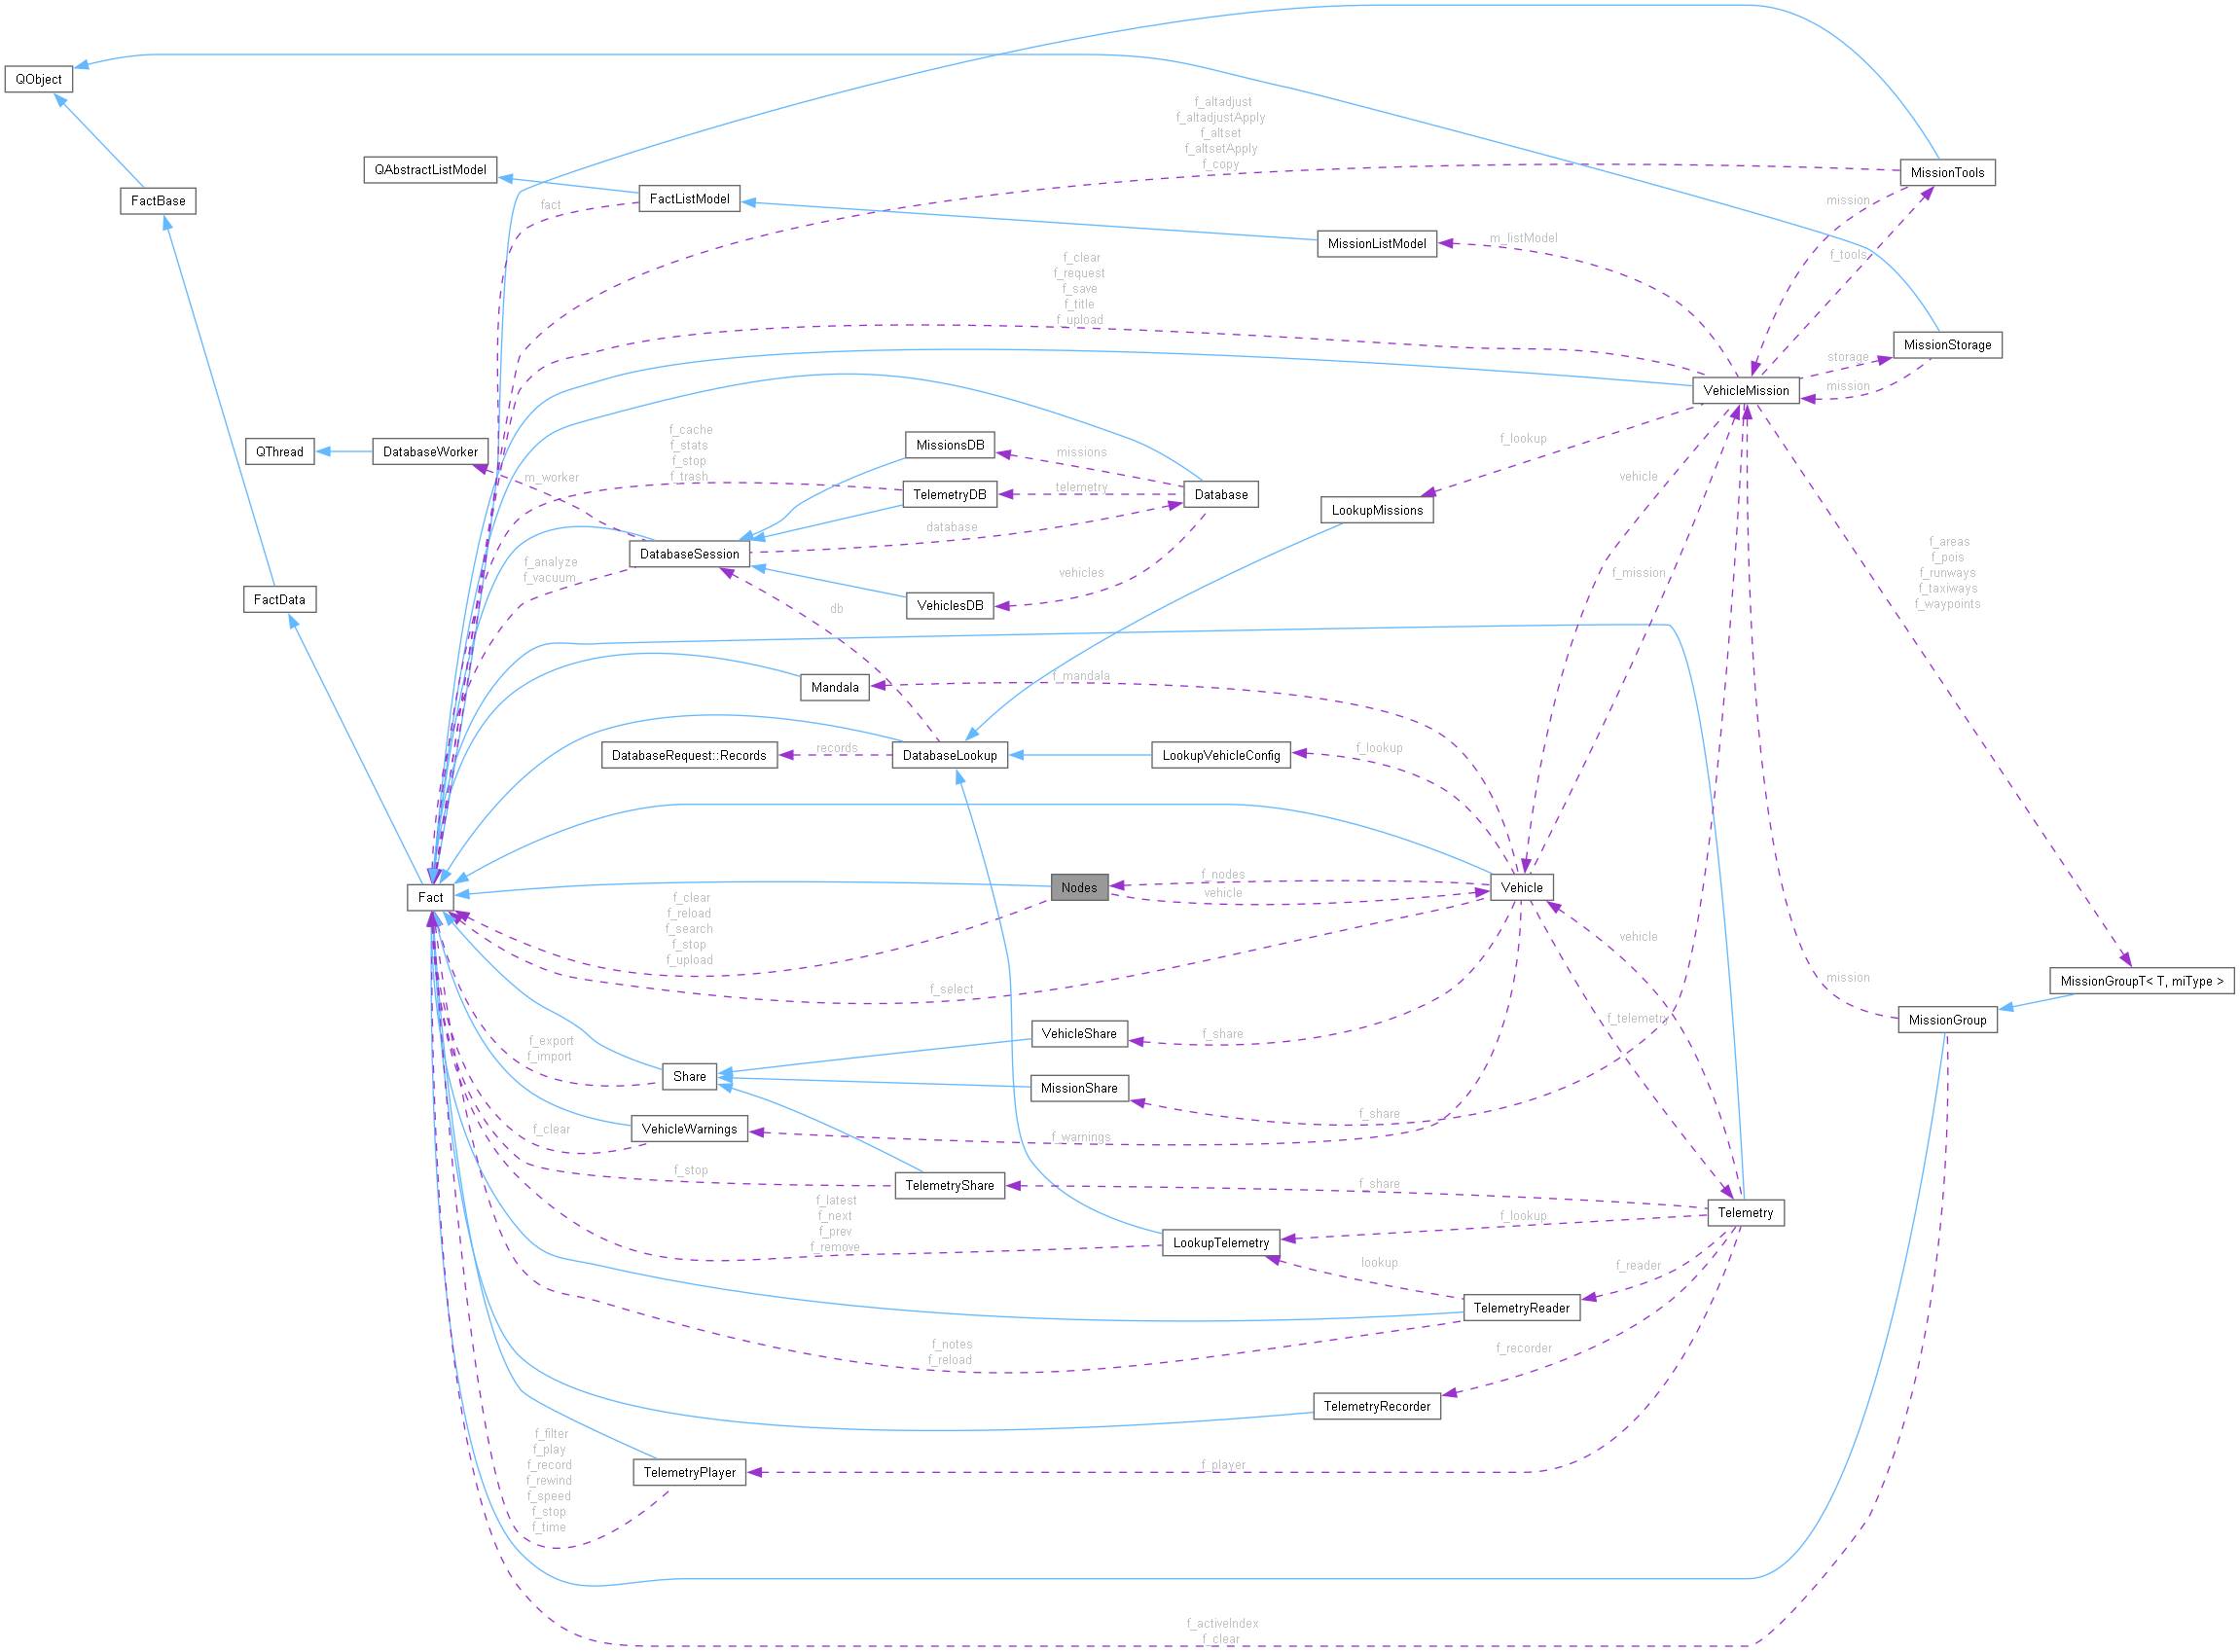 QObject
f_altadjust
f_altadjustApply
f_altset
f_altsetApply
f_copy
QAbstractListModel
MissionTools
FactBase
FactListModel
fact
mission
MissionListModel
m_listModel
f_tools
f_clear
f_request
f_save
f_title
f_upload
MissionStorage
storage
mission
VehicleMission
QThread
DatabaseWorker
f_cache
f_stats
f_stop
f_trash
m_worker
MissionsDB
missions
f_lookup
TelemetryDB
telemetry
Database
vehicle
LookupMissions
database
DatabaseSession
f_analyze
f_vacuum
vehicles
f_mission
f_areas
f_pois
f_runways
f_taxiways
f_waypoints
FactData
db
VehiclesDB
Mandala
f_mandala
DatabaseRequest::Records
records
DatabaseLookup
LookupVehicleConfig
f_lookup
Fact
Nodes
f_nodes
vehicle
Vehicle
f_clear
f_reload
f_search
f_stop
f_upload
vehicle
f_select
MissionGroupT< T, miType >
mission
MissionGroup
f_export
f_import
VehicleShare
f_share
f_telemetry
Share
MissionShare
f_share
VehicleWarnings
f_clear
f_warnings
f_stop
TelemetryShare
f_share
Telemetry
f_latest
f_next
f_prev
f_remove
LookupTelemetry
f_lookup
lookup
f_reader
TelemetryReader
f_notes
f_reload
f_recorder
TelemetryRecorder
f_filter
f_play
f_record
f_rewind
f_speed
f_stop
f_time
TelemetryPlayer
f_player
f_activeIndex
f_clear